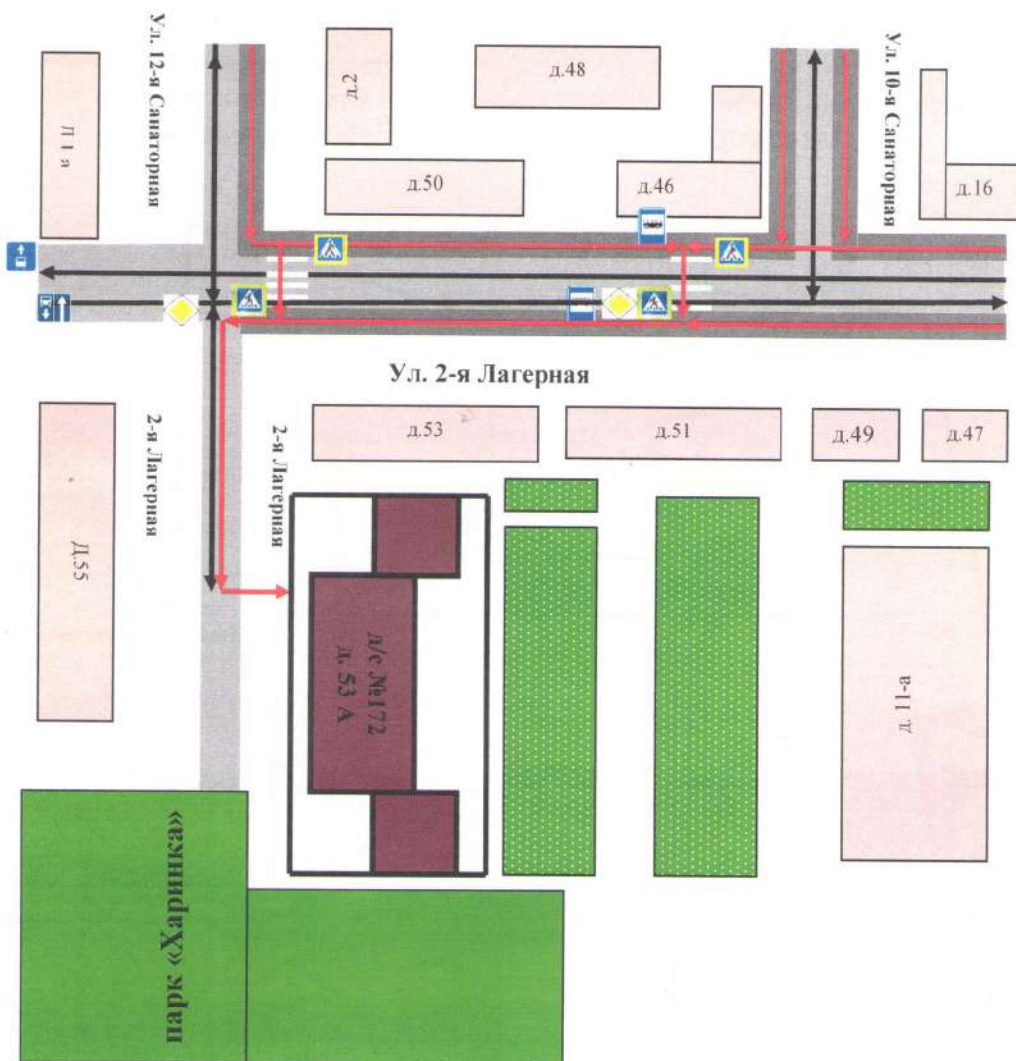 Ул. 12-я Санаторная
Ул. 10-я Санаторная
д.2
д.48
д.16
д.50
д.46
Ул. 2-я Лагерная
2-я Лагерная
2-я Лагерная
д.53
д.51
д.49
д.47
Д.55
д/с №172
д. 53 А
д. 11-а
парк «Харинка»